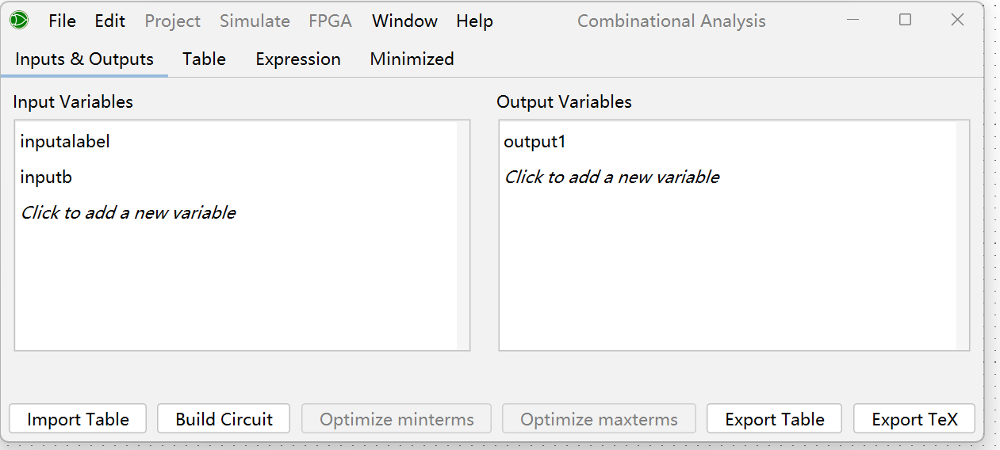 File Edit Project Simulate FPGA Window Help Combinational Analysis
Inputs & Outputs Table Expression Minimized
Input Variables Output Variables
inputalabel output1
inputb Click to add a new variable
Click to add a new variable
Import Table Build Circuit Optimize minterms Optimize maxterms Export Table Export TeX